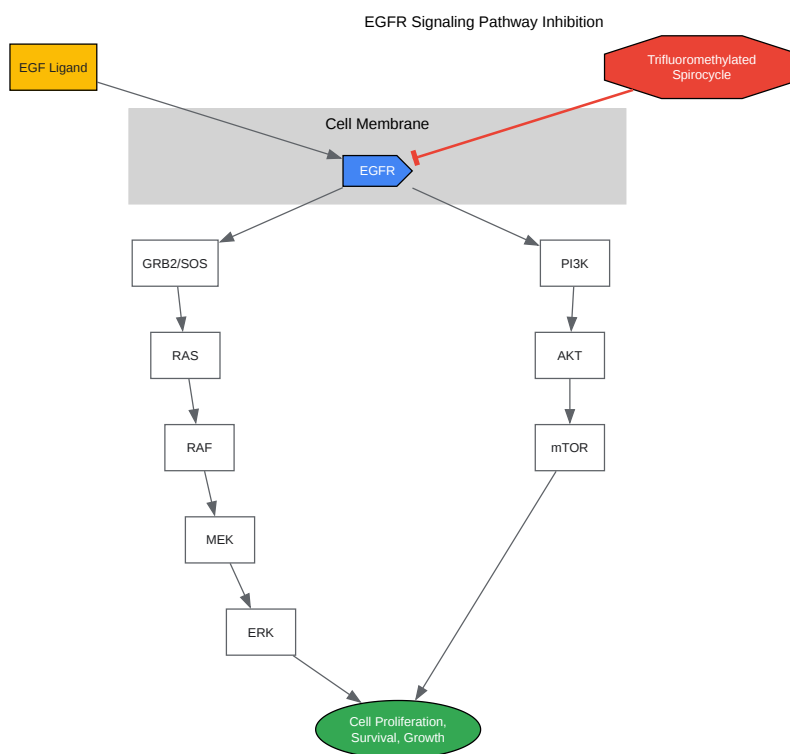 EGFR Signaling Pathway Inhibition
EGF Ligand
Trifluoromethylated
Spirocycle
Cell Membrane
EGFR
GRB2/SOS
PI3K
RAS
AKT
RAF
mTOR
MEK
ERK
Cell Proliferation,
Survival, Growth